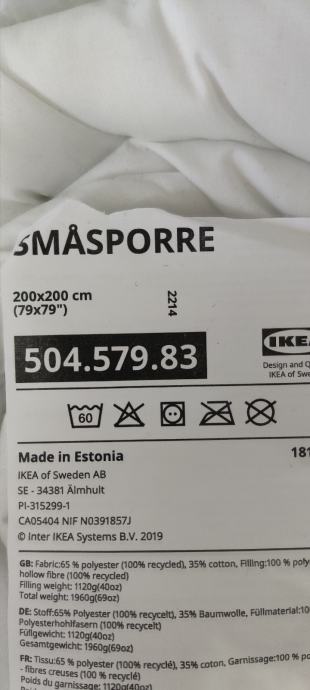 SMÅSPORRE
200x200 cm
(79x79")
2214
504.579.83
IKEA
Design and Q
IKEA of Swe
60
Made in Estonia
181
IKEA of Sweden AB
SE - 34381 Älmhult
PI-315299-1
CA05404 NIF N0391857J
© Inter IKEA Systems B.V. 2019
GB: Fabric:65 % polyester (100% recycled), 35% cotton, Filling:100 % poly
hollow fibre (100% recycled)
Filling weight: 1120g(40oz)
Total weight: 1960g(69oz)
DE: Stoff:65% Polyester (100% recycelt), 35% Baumwolle, Füllmaterial:10
Polyesterhohlfasern (100% recycelt)
Füllgewicht: 1120g(40oz)
Gesamtgewicht: 1960g(69oz)
FR: Tissu:65 % polyester (100% recyclé), 35% coton, Garnissage:100 % po
- fibres creuses (100 % recyclé)
Poids du garnissage: 1120g(40oz)